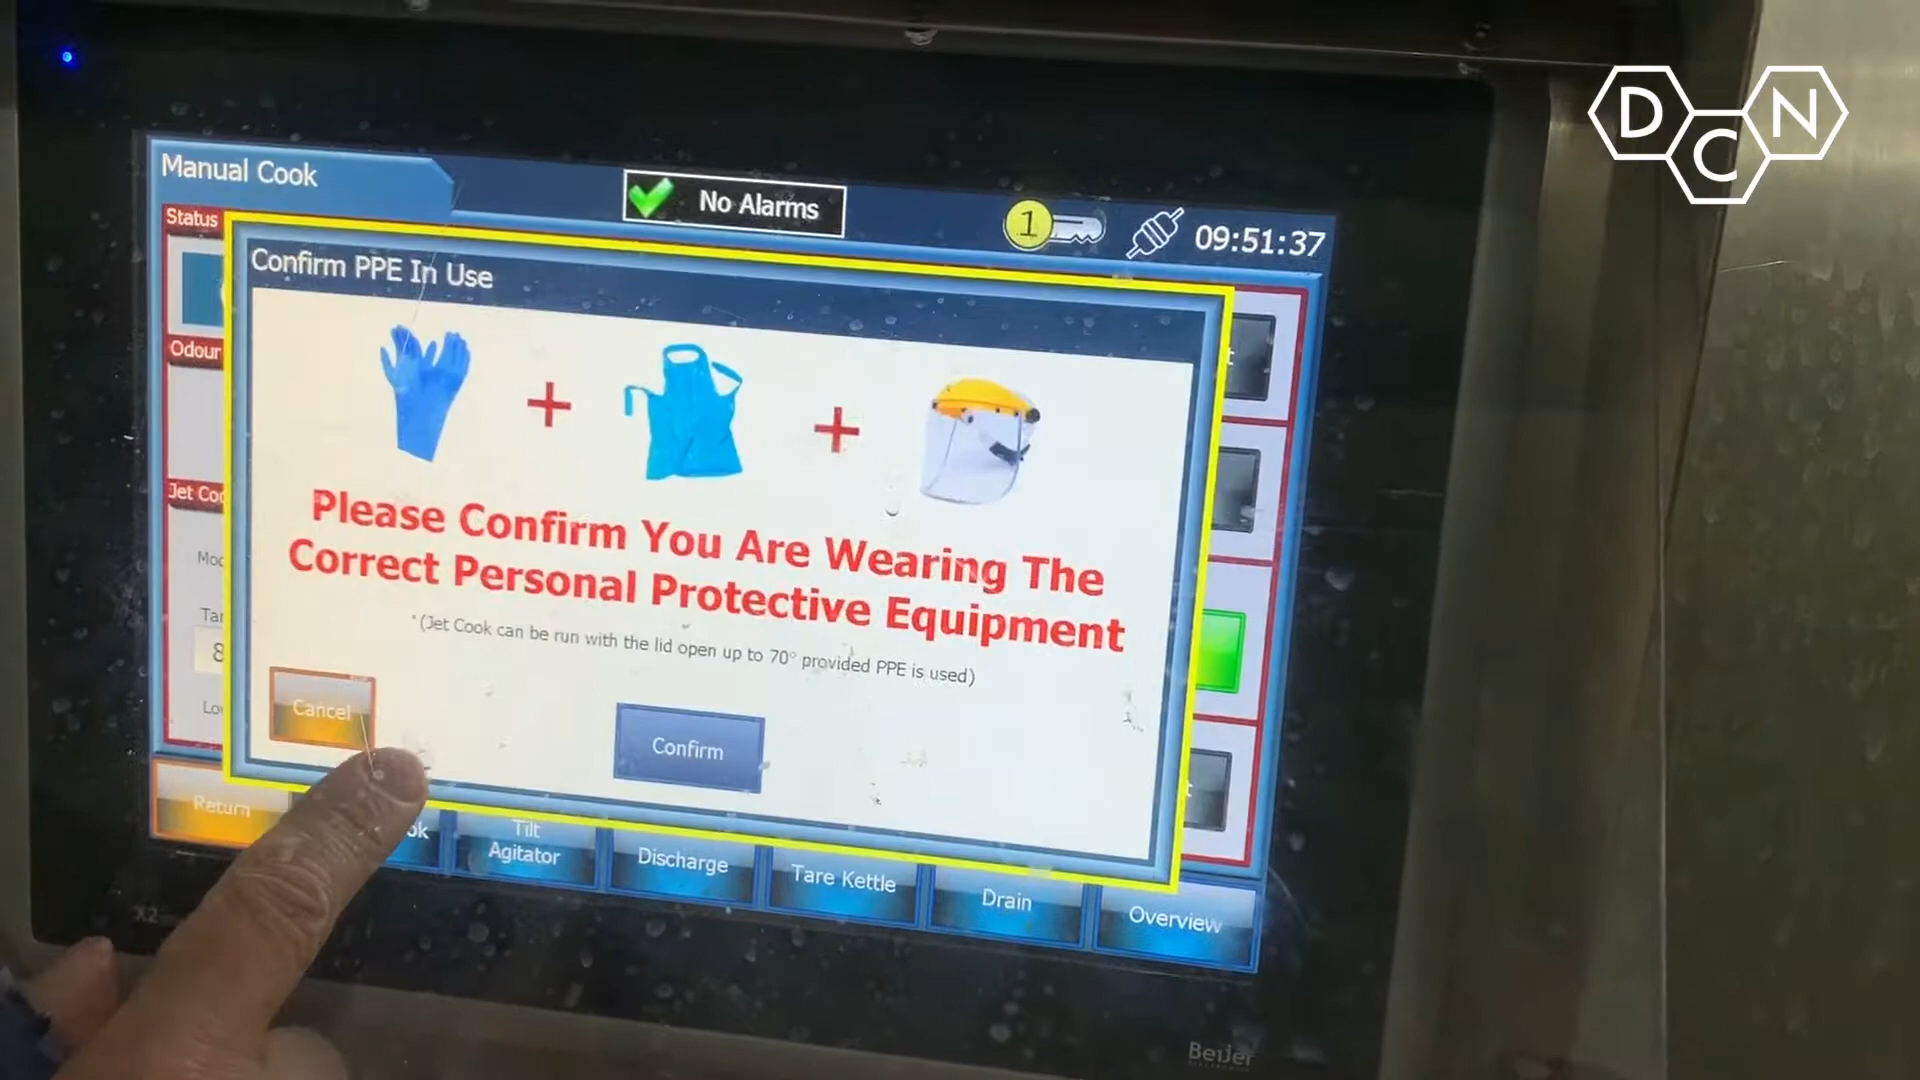 D
C
N
Manual Cook
No Alarms
1
09:51:37
Status
Confirm PPE In Use
Odour
Please Confirm You Are Wearing The
Correct Personal Protective Equipment
*(Jet Cook can be run with the lid open up to 70° provided PPE is used)
Jet
8
Cancel
Confirm
Return
Tilt
Agitator
Discharge
Tare Kettle
Drain
Overview
X2
Beijer